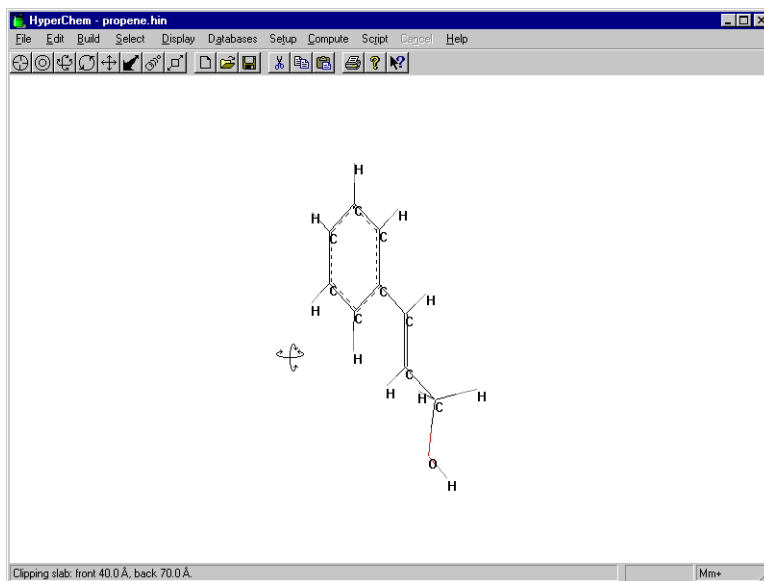 HyperChem - propene.hin
File Edit Build Select Display Databases Setup Compute Script Cancel Help
H
H C H
C C
C C
H C H
C
H
C
H H C H
O
H
Clipping slab: front 40.0 Å, back 70.0 Å. Mm+